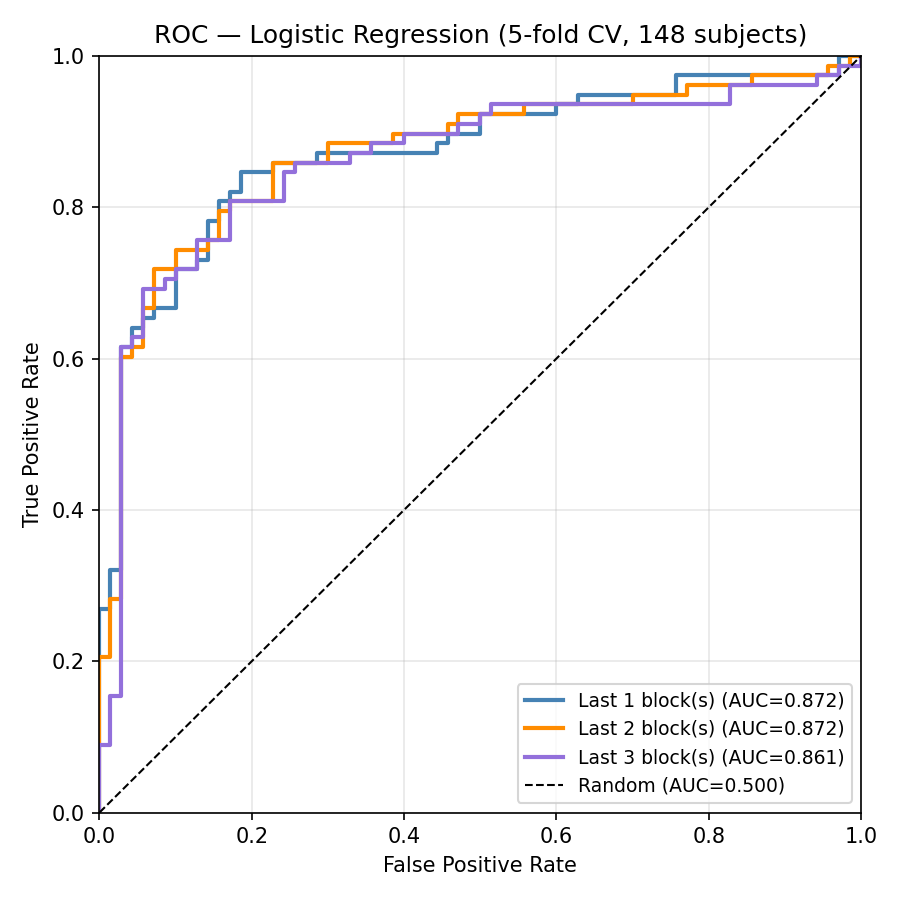 ROC — Logistic Regression (5-fold CV, 148 subjects)
1.0
0.8
0.6
0.4
0.2
0.0
True Positive Rate
Last 1 block(s) (AUC=0.872)
Last 2 block(s) (AUC=0.872)
Last 3 block(s) (AUC=0.861)
Random (AUC=0.500)
0.0 0.2 0.4 0.6 0.8 1.0
False Positive Rate